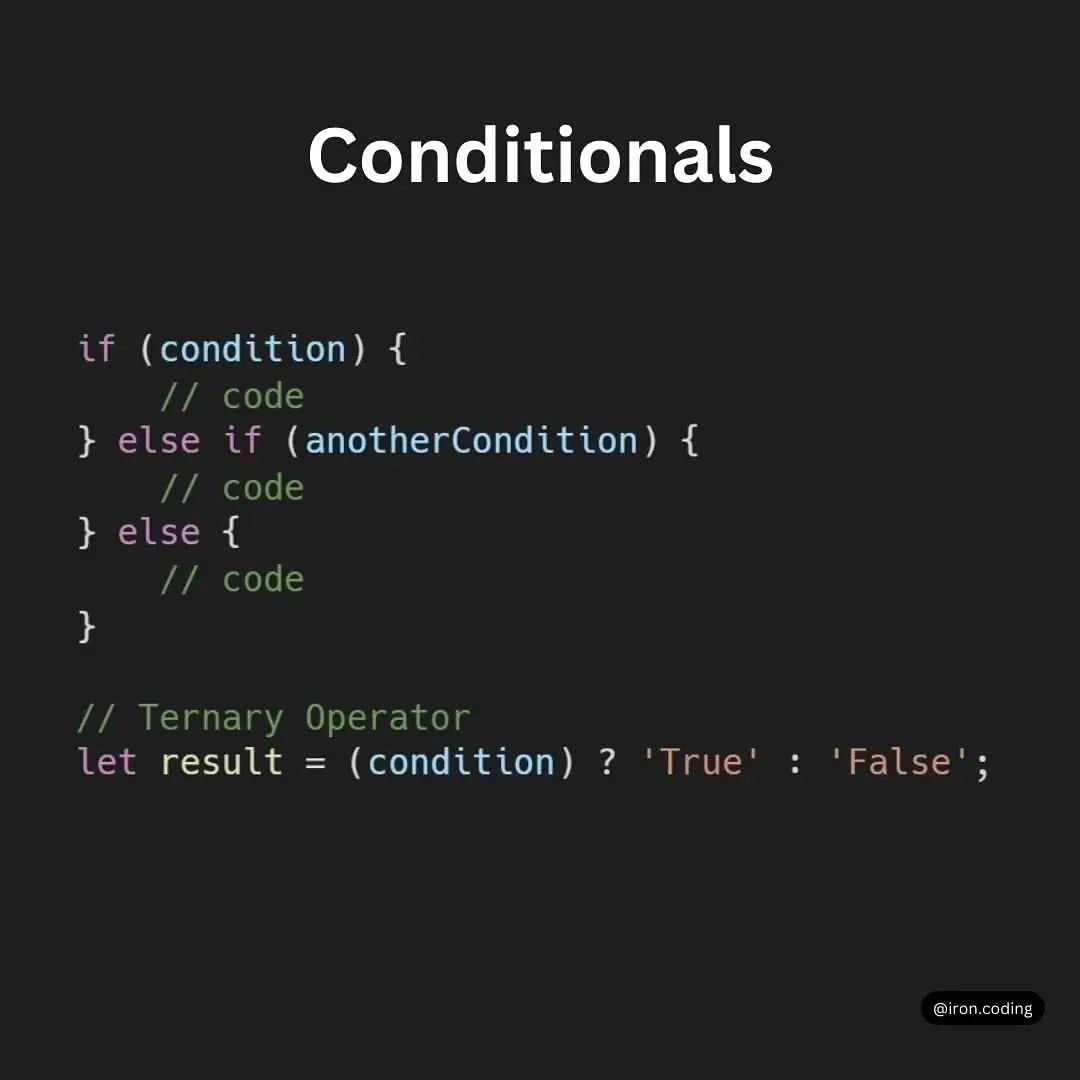 Conditionals
if (condition) {
    // code
} else if (anotherCondition) {
    // code
} else {
    // code
}
// Ternary Operator
let result = (condition) ? 'True' : 'False';
@iron.coding